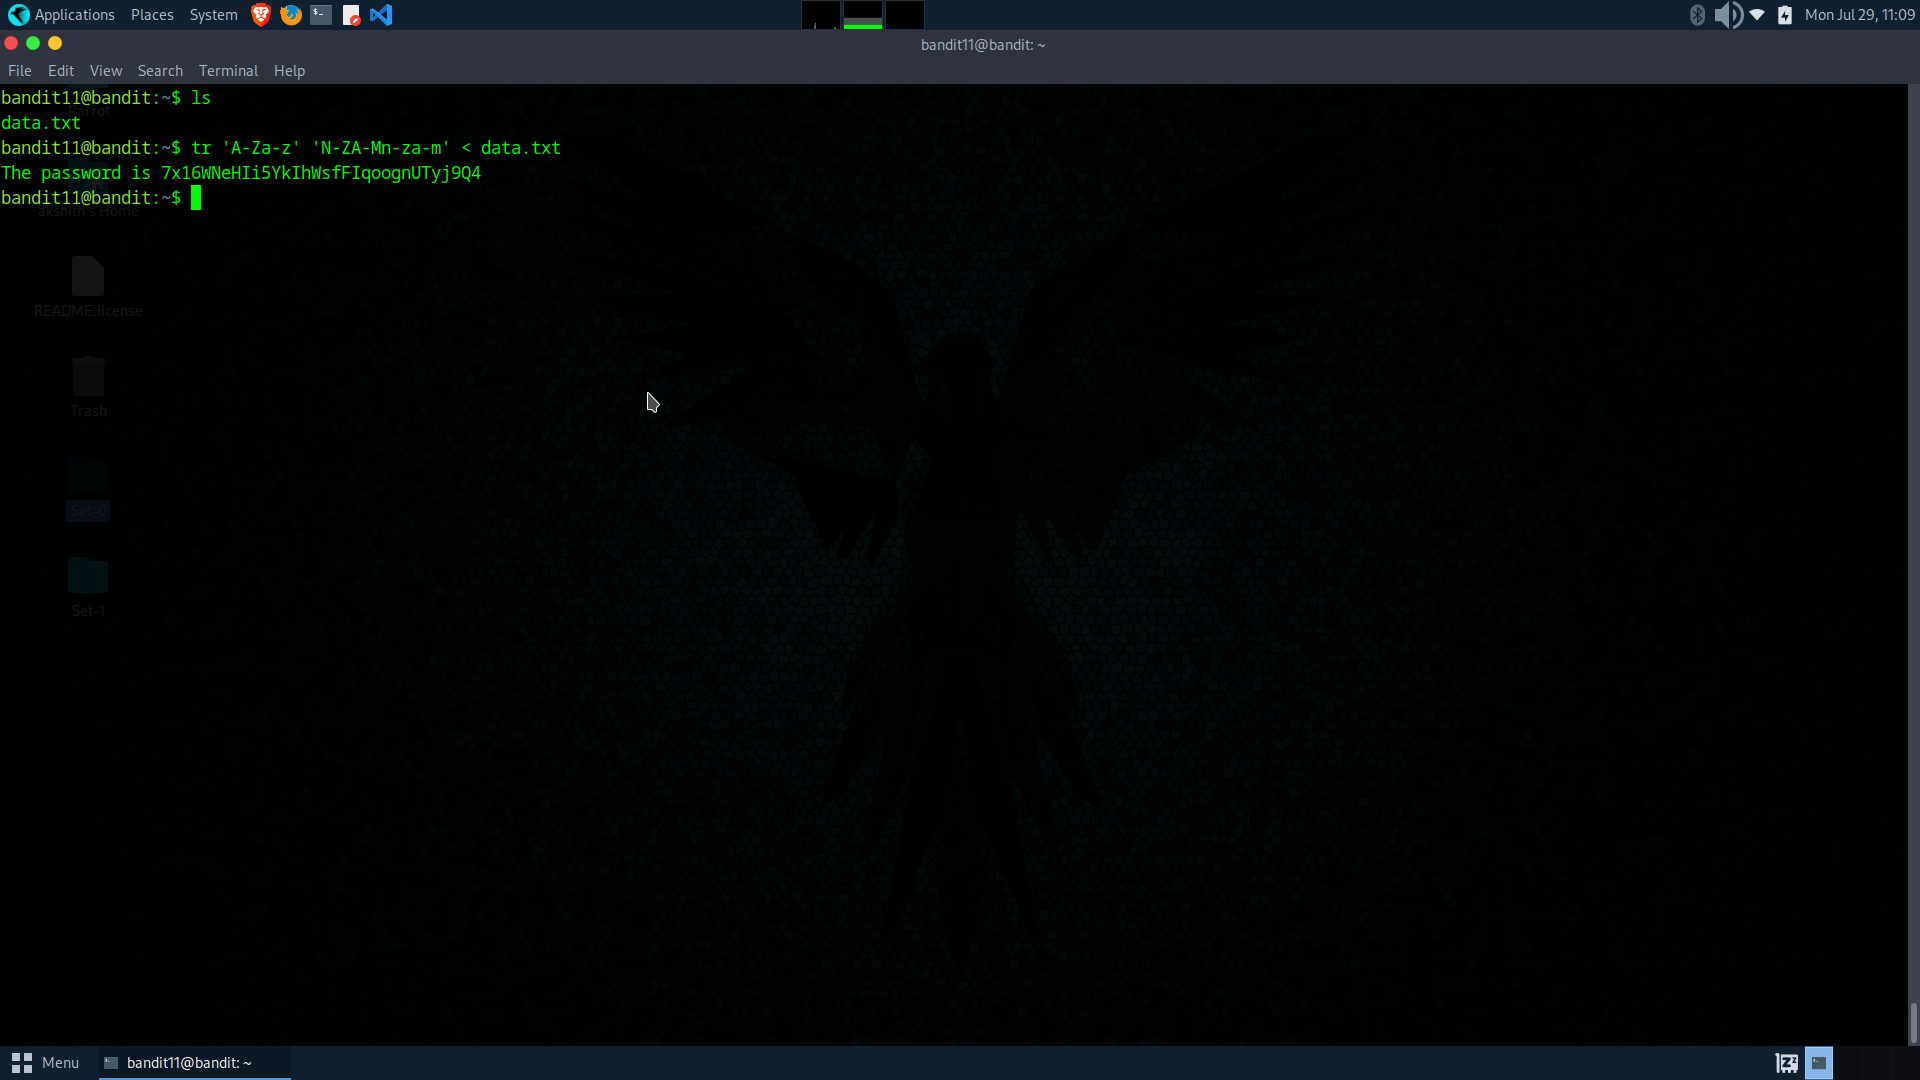 Applications Places System
Mon Jul 29, 11:09
bandit11@bandit: ~
File Edit View Search Terminal Help
bandit11@bandit:~$ ls
Parrot
data.txt
bandit11@bandit:~$ tr 'A-Za-z' 'N-ZA-Mn-za-m' < data.txt
The password is 7x16WNeHIi5YkIhWsfFIqoognUTyj9Q4
bandit11@bandit:~$
akshith's Home
README.license
Trash
Set-0
Set-1
Menu bandit11@bandit: ~